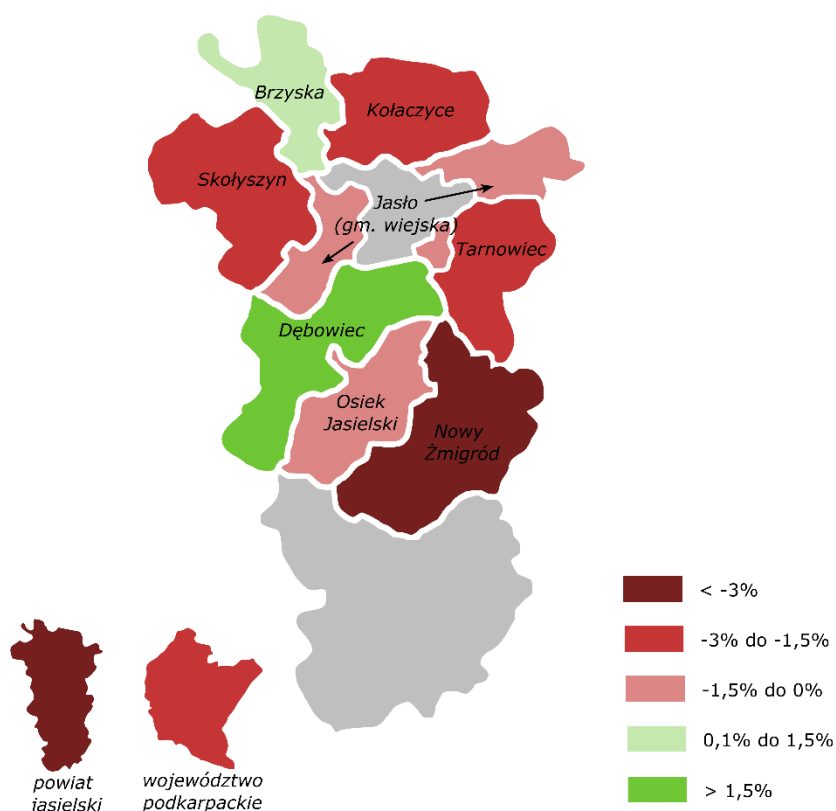 Brzyska
Kołaczyce
Skołyszyn
Jasło
(gm. wiejska)
Tarnowiec
Dębowiec
Osiek
Jasielski
Nowy
Żmigród
< -3%
-3% do -1,5%
-1,5% do 0%
0,1% do 1,5%
> 1,5%
powiat
jasielski
województwo
podkarpackie